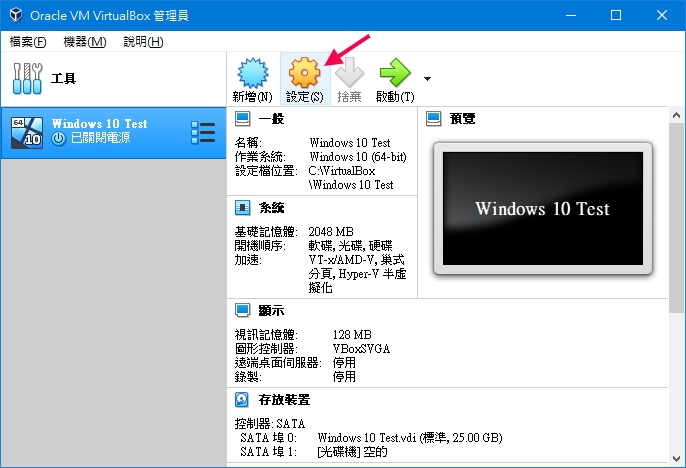 Oracle VM VirtualBox 管理員
檔案(F) 機器(M) 說明(H)
工具
新增(N) 設定(S) 捨棄 啟動(T)
64
10
Windows 10 Test
已關閉電源
一般
名稱: Windows 10 Test
作業系統: Windows 10 (64-bit)
設定檔位置: C:\VirtualBox
\Windows 10 Test
預覽
Windows 10 Test
系統
基礎記憶體: 2048 MB
開機順序: 軟碟, 光碟, 硬碟
加速: VT-x/AMD-V, 巢式
分頁, Hyper-V 半虛
擬化
顯示
視訊記憶體: 128 MB
圖形控制器: VBoxSVGA
遠端桌面伺服器: 停用
錄製: 停用
存放裝置
控制器: SATA
SATA 埠 0: Windows 10 Test.vdi (標準, 25.00 GB)
SATA 埠 1: [光碟機] 空的